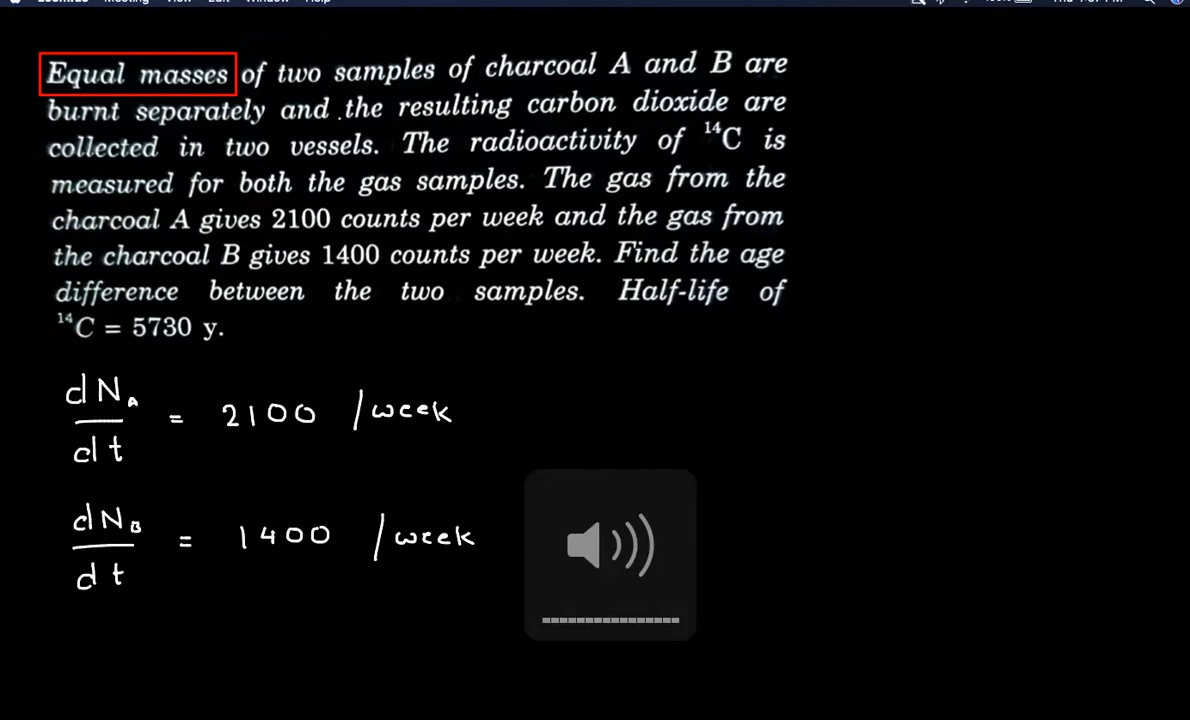 Equal masses of two samples of charcoal A and B are
burnt separately and the resulting carbon dioxide are
collected in two vessels. The radioactivity of ¹⁴C is
measured for both the gas samples. The gas from the
charcoal A gives 2100 counts per week and the gas from
the charcoal B gives 1400 counts per week. Find the age
difference between the two samples. Half-life of
¹⁴C = 5730 y.
dN_A/dt = 2100 /week
dN_B/dt = 1400 /week